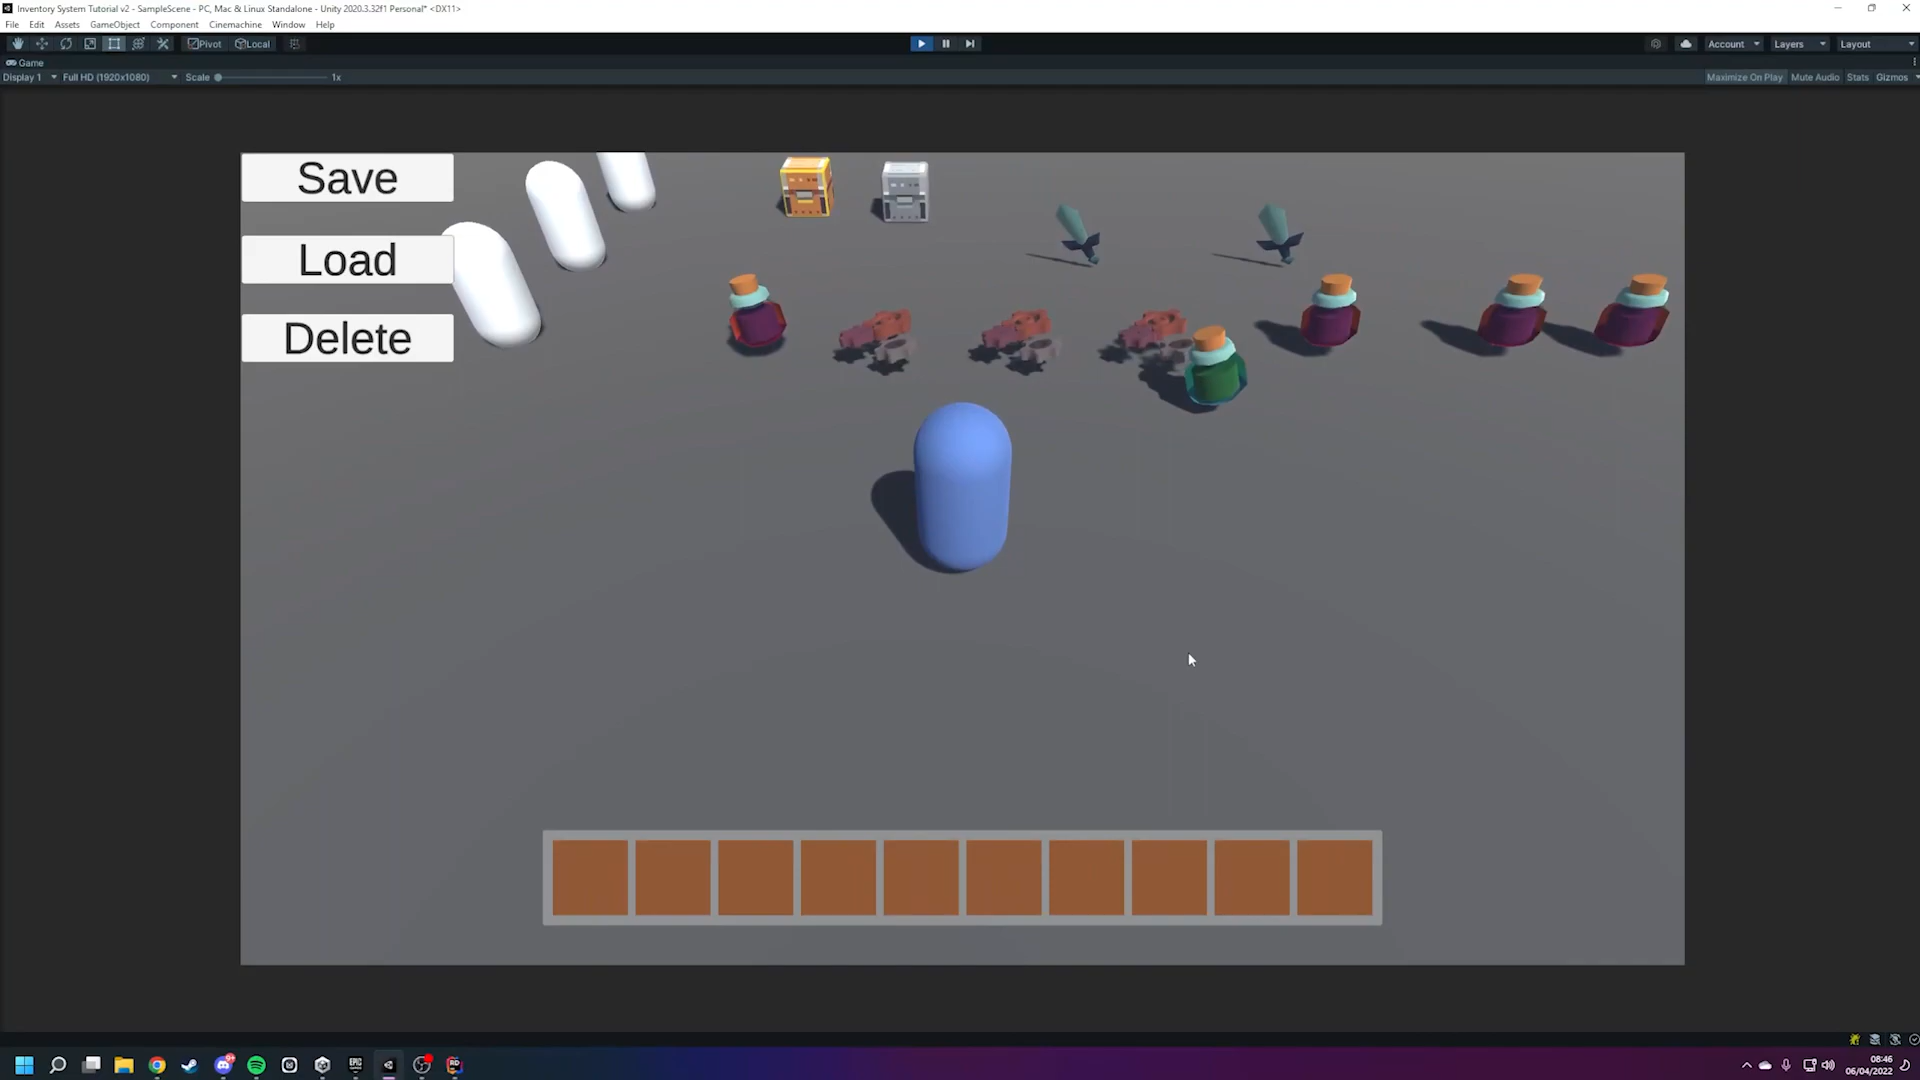 Inventory System Tutorial v2 - SampleScene - PC, Mac & Linux Standalone - Unity 2020.3.32f1 Personal* <DX11>
File Edit Assets GameObject Component Cinemachine Window Help
Pivot Local Account Layers Layout
Game
Display 1 Full HD (1920x1080) Scale 1x Maximize On Play Mute Audio Stats Gizmos
Save
Load
Delete
08:46
06/04/2022